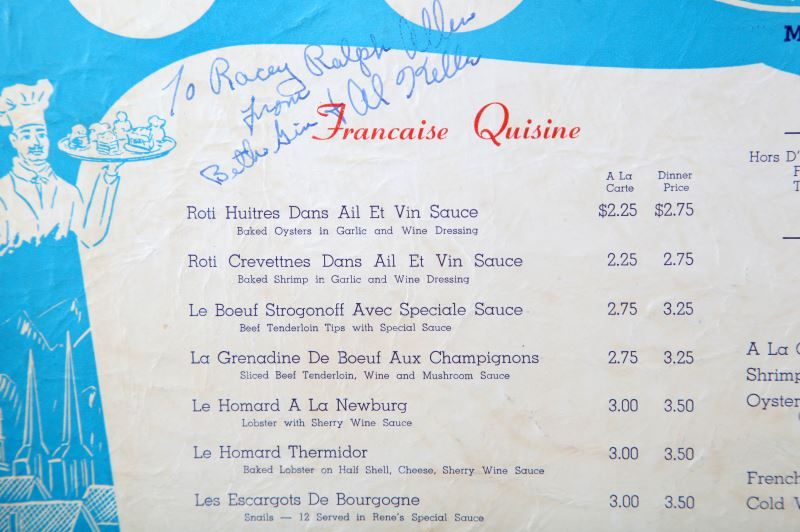 To Racey Ralph Allen
from
& Al Keller
M
Francaise Quisine
A La Carte
Dinner Price
Roti Huitres Dans Ail Et Vin Sauce $2.25 $2.75
Baked Oysters in Garlic and Wine Dressing
Roti Crevettnes Dans Ail Et Vin Sauce 2.25 2.75
Baked Shrimp in Garlic and Wine Dressing
Le Boeuf Strogonoff Avec Speciale Sauce 2.75 3.25
Beef Tenderloin Tips with Special Sauce
La Grenadine De Boeuf Aux Champignons 2.75 3.25
Sliced Beef Tenderloin, Wine and Mushroom Sauce
Le Homard A La Newburg 3.00 3.50
Lobster with Sherry Wine Sauce
Le Homard Thermidor 3.00 3.50
Baked Lobster on Half Shell, Cheese, Sherry Wine Sauce
Les Escargots De Bourgogne 3.00 3.50
Snails — 12 Served in Rene's Special Sauce
Hors D'
F
T
A La
Shrimp
Oyster
French
Cold